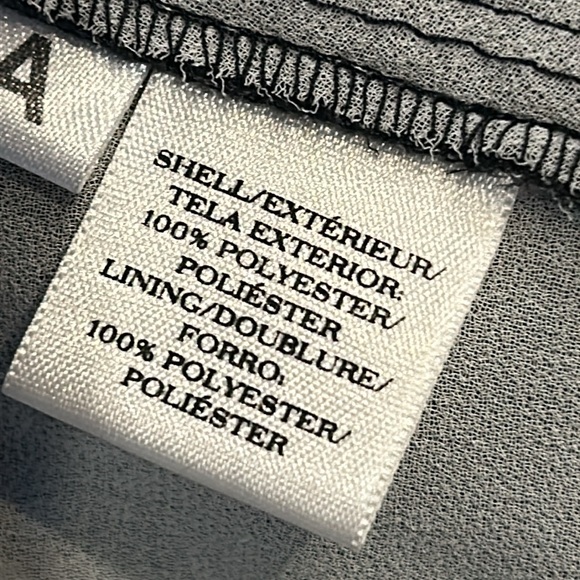 A
SHELL/EXTÉRIEUR/
TELA EXTERIOR:
100% POLYESTER/
POLIÉSTER
LINING/DOUBLURE/
FORRO:
100% POLYESTER/
POLIÉSTER